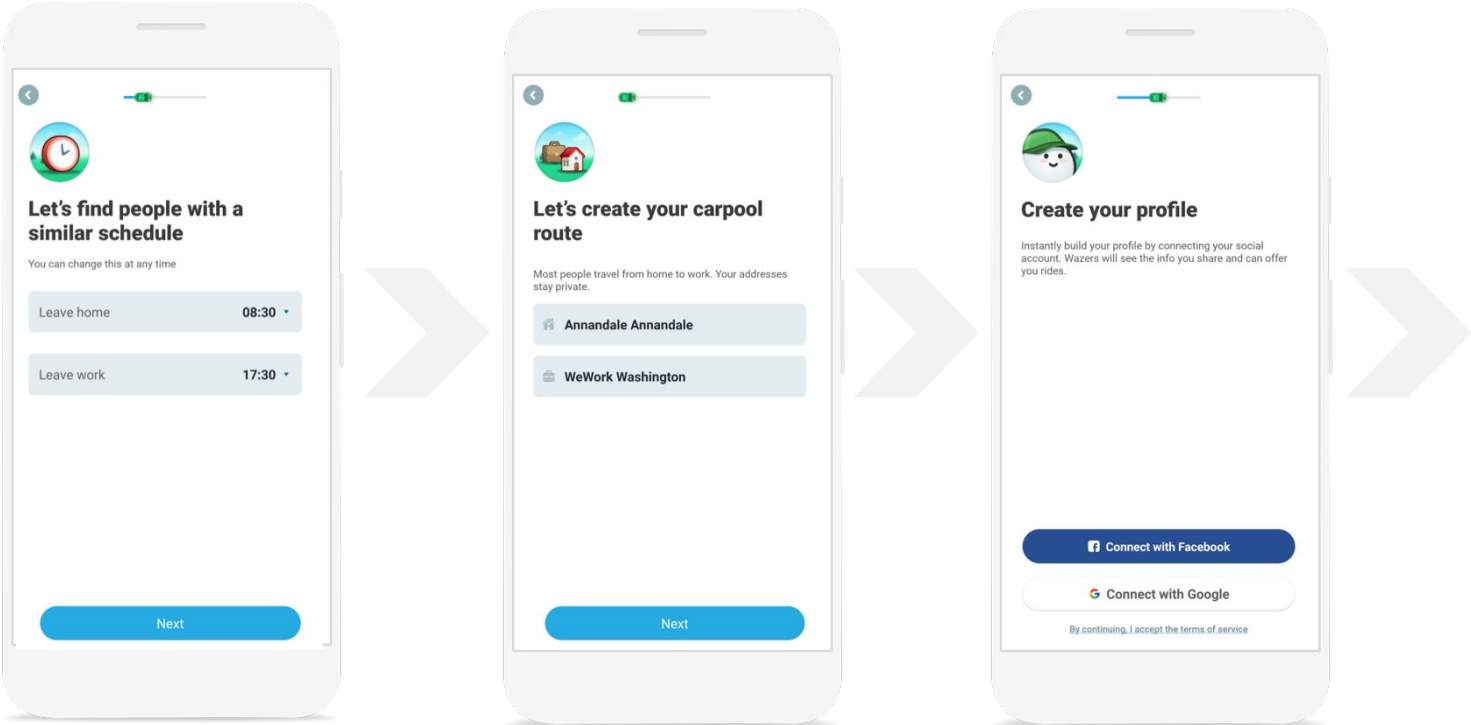 Let's find people with a
similar schedule
You can change this at any time
Leave home 08:30
Leave work 17:30
Next
Let's create your carpool
route
Most people travel from home to work. Your addresses
stay private.
Annandale Annandale
WeWork Washington
Next
Create your profile
Instantly build your profile by connecting your social
account. Wazers will see the info you share and can offer
you rides.
Connect with Facebook
Connect with Google
By continuing, I accept the terms of service